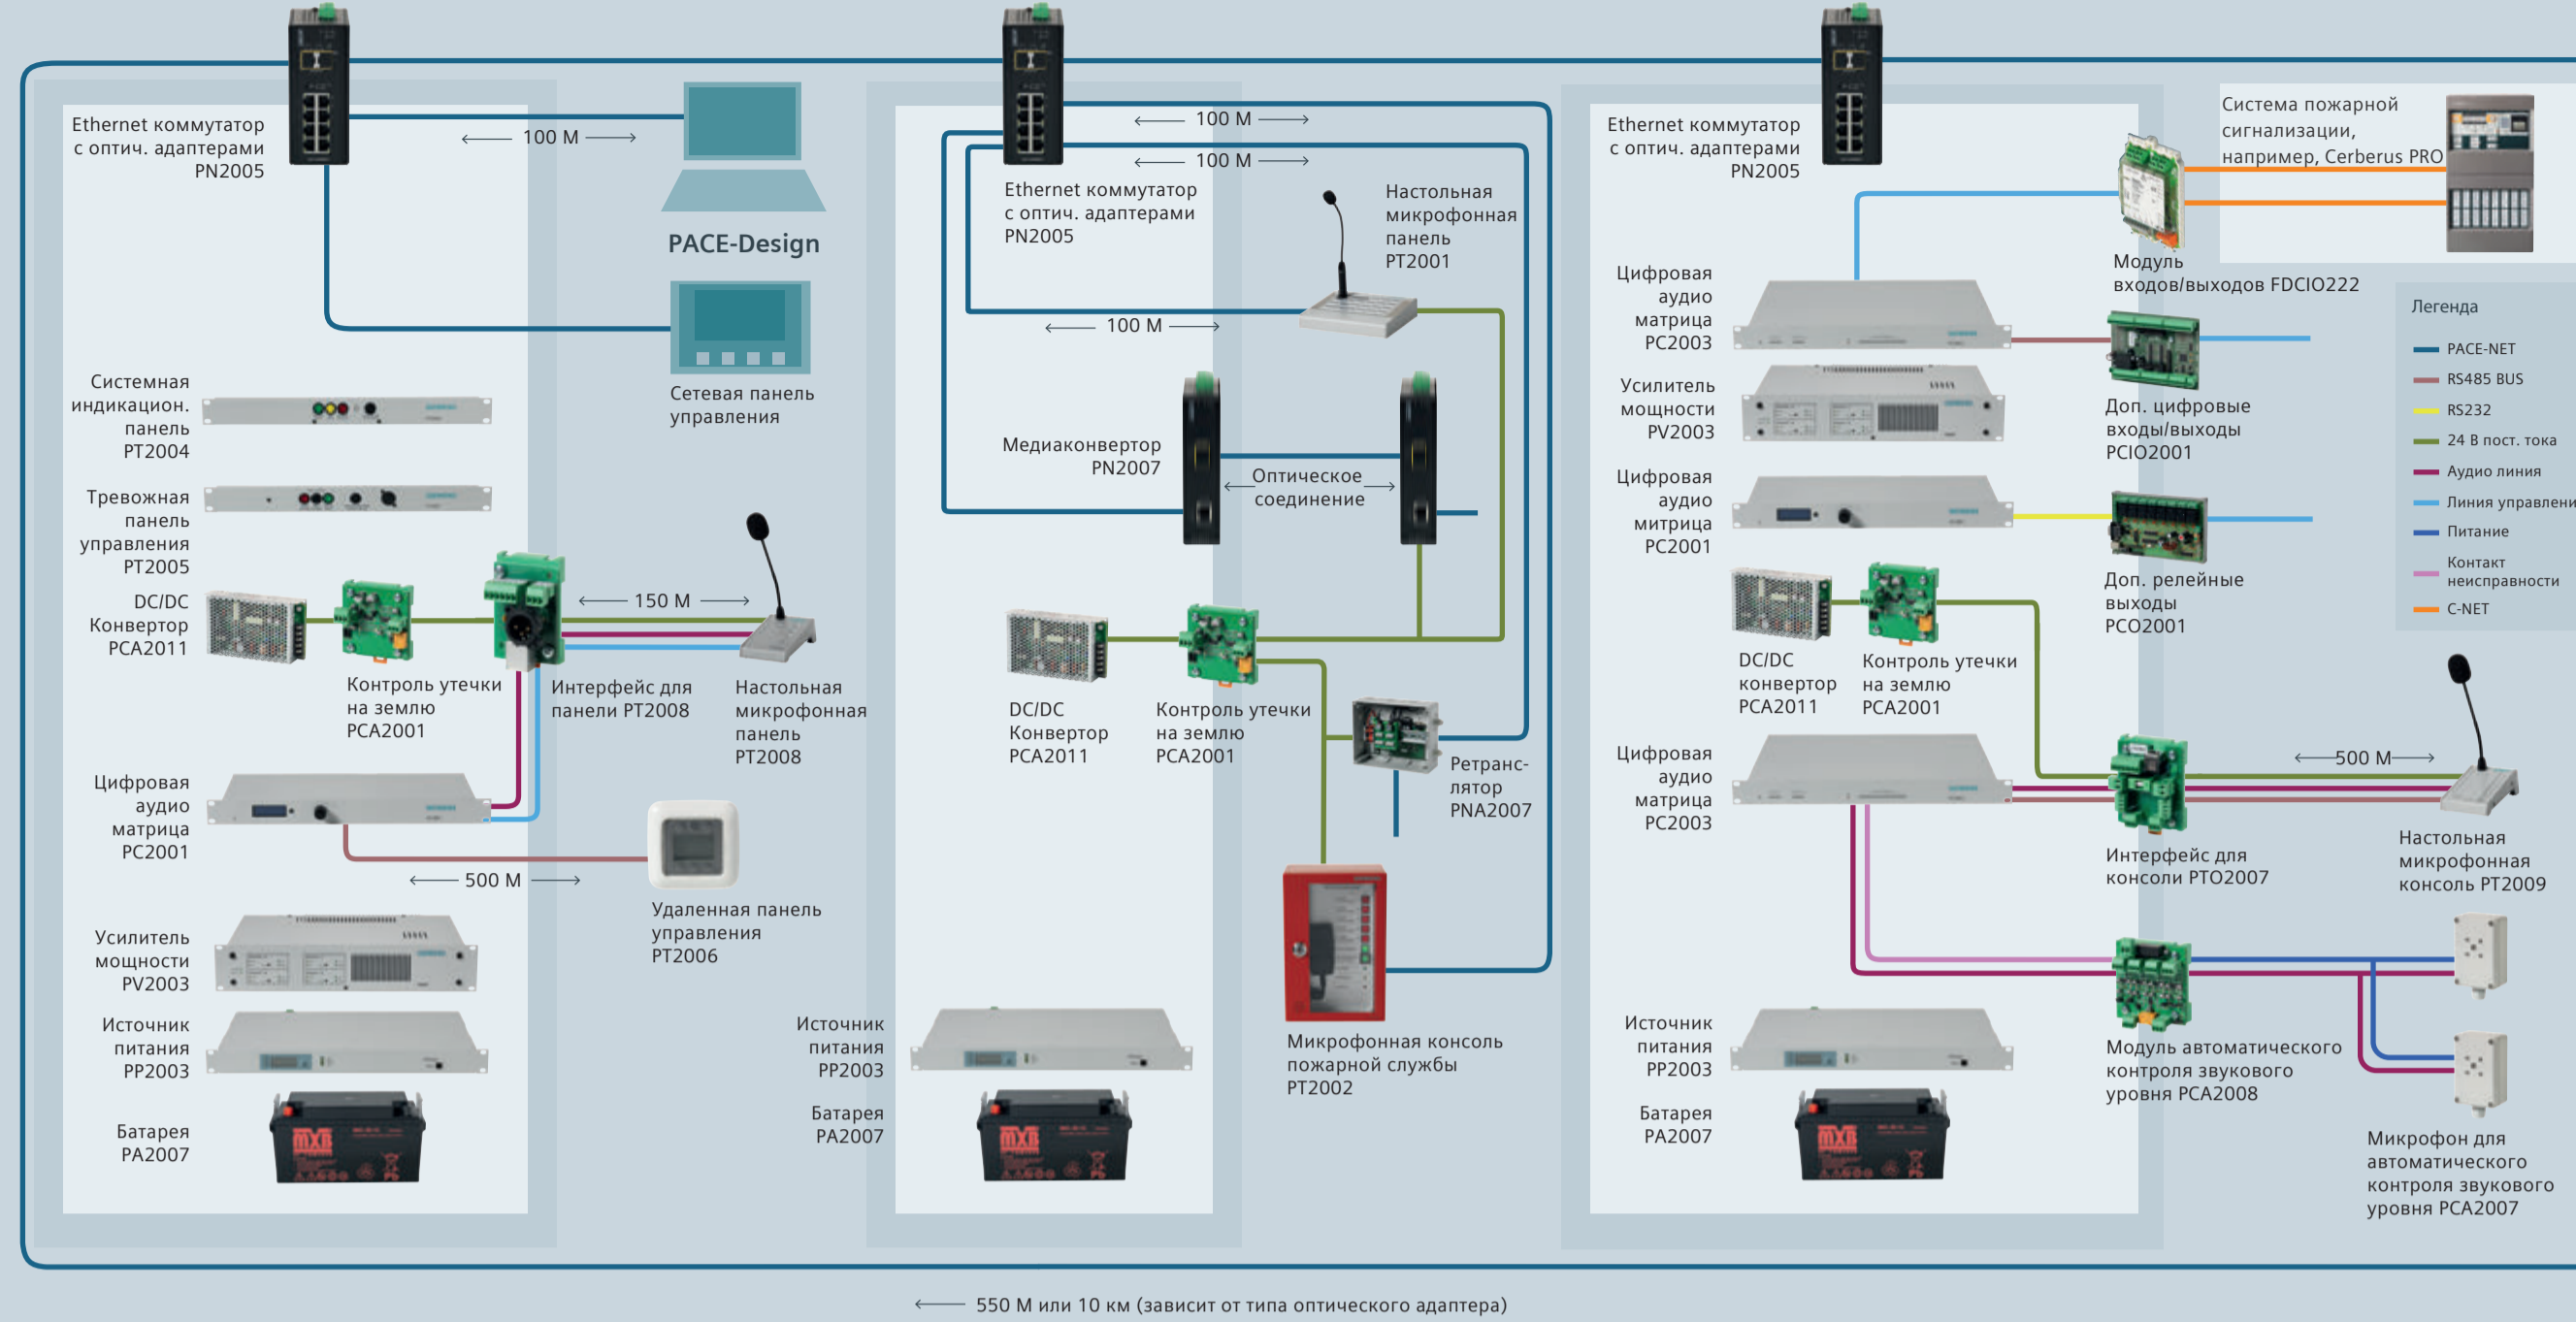 Ethernet коммутатор
с оптич. адаптерами
PN2005
100 М
PACE-Design
Сетевая панель
управления
Системная
индикацион.
панель
PT2004
Тревожная
панель
управления
PT2005
DC/DC
Конвертор
PCA2011
Контроль утечки
на землю
PCA2001
Интерфейс для
панели PT2008
150 М
Настольная
микрофонная
панель
PT2008
Цифровая
аудио
матрица
PC2001
500 М
Удаленная панель
управления
PT2006
Усилитель
мощности
PV2003
Источник
питания
PP2003
Батарея
PA2007
MXB
100 М
100 М
Ethernet коммутатор
с оптич. адаптерами
PN2005
Настольная
микрофонная
панель
PT2001
100 М
Медиаконвертор
PN2007
Оптическое
соединение
DC/DC
Конвертор
PCA2011
Контроль утечки
на землю
PCA2001
Ретранс-
лятор
PNA2007
Микрофонная консоль
пожарной службы
PT2002
Источник
питания
PP2003
Батарея
PA2007
MXB
Ethernet коммутатор
с оптич. адаптерами
PN2005
Система пожарной
сигнализации,
например, Cerberus PRO
Модуль
входов/выходов FDCIO222
Цифровая
аудио
матрица
PC2003
Усилитель
мощности
PV2003
Доп. цифровые
входы/выходы
PCIO2001
Цифровая
аудио
митрица
PC2001
Доп. релейные
выходы
PCO2001
DC/DC
конвертор
PCA2011
Контроль утечки
на землю
PCA2001
Цифровая
аудио
матрица
PC2003
500 М
Интерфейс для
консоли PTO2007
Настольная
микрофонная
консоль PT2009
Источник
питания
PP2003
Модуль автоматического
контроля звукового
уровня PCA2008
Батарея
PA2007
MXB
Микрофон для
автоматического
контроля звукового
уровня PCA2007
Легенда
PACE-NET
RS485 BUS
RS232
24 В пост. тока
Аудио линия
Линия управлени
Питание
Контакт
неисправности
C-NET
550 М или 10 км (зависит от типа оптического адаптера)